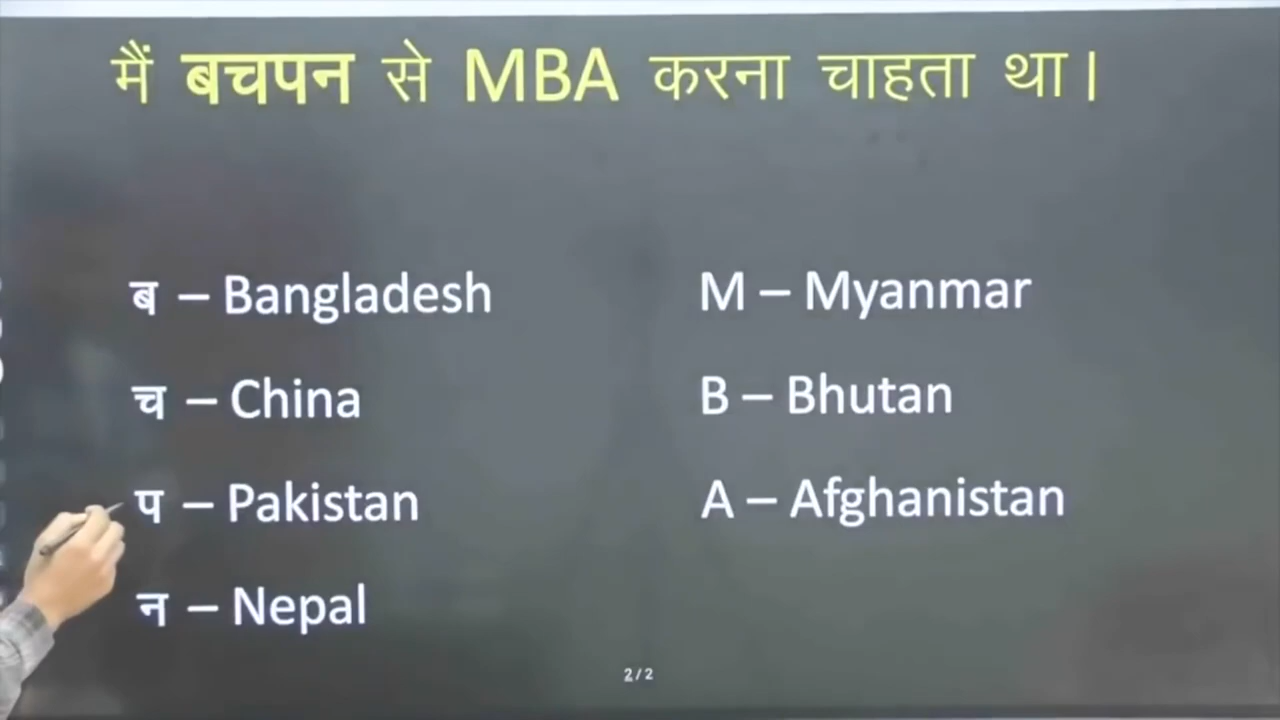 मैं बचपन से MBA करना चाहता था।
ब – Bangladesh
च – China
प – Pakistan
न – Nepal
M – Myanmar
B – Bhutan
A – Afghanistan
2/2